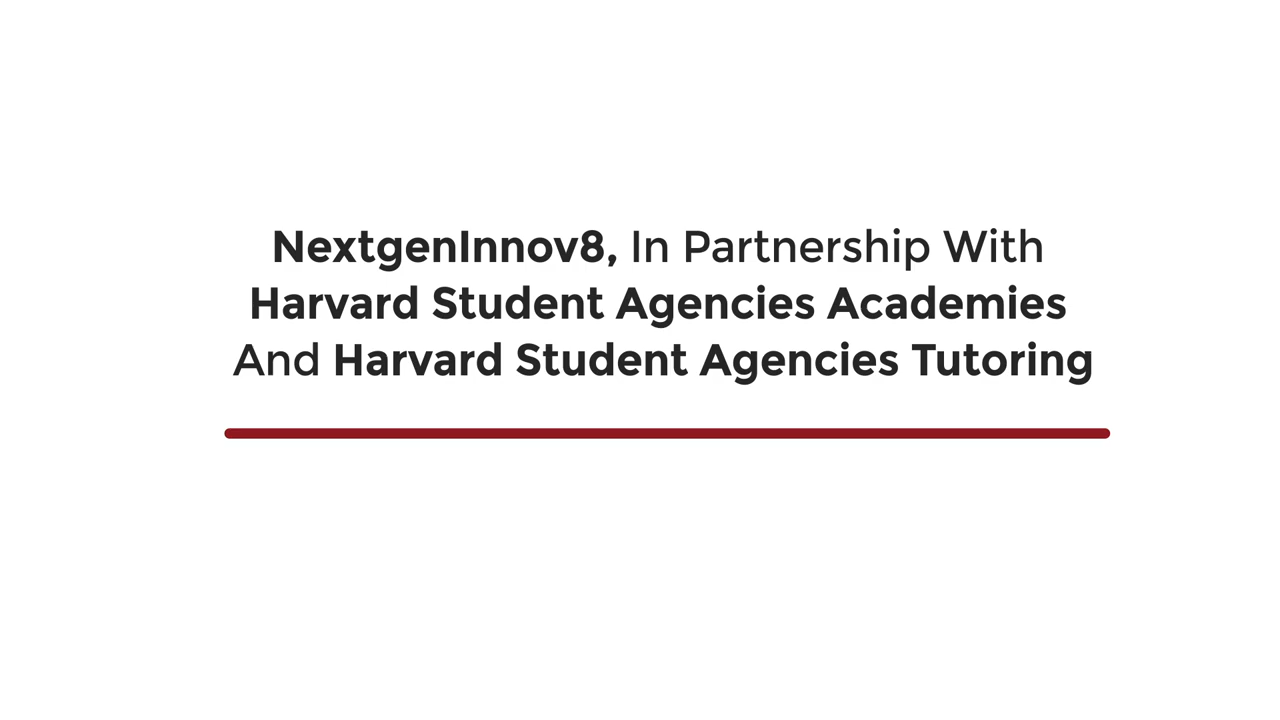 NextgenInnov8, In Partnership With
Harvard Student Agencies Academies
And Harvard Student Agencies Tutoring